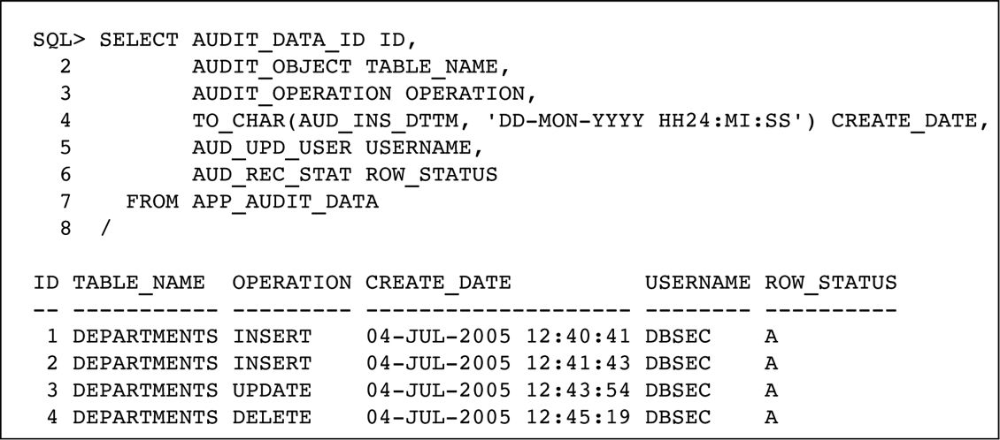 SQL> SELECT AUDIT_DATA_ID ID,
  2         AUDIT_OBJECT TABLE_NAME,
  3         AUDIT_OPERATION OPERATION,
  4         TO_CHAR(AUD_INS_DTTM, 'DD-MON-YYYY HH24:MI:SS') CREATE_DATE,
  5         AUD_UPD_USER USERNAME,
  6         AUD_REC_STAT ROW_STATUS
  7    FROM APP_AUDIT_DATA
  8  /
ID TABLE_NAME  OPERATION CREATE_DATE          USERNAME ROW_STATUS
-- ----------- --------- -------------------- -------- ----------
 1 DEPARTMENTS INSERT    04-JUL-2005 12:40:41 DBSEC    A
 2 DEPARTMENTS INSERT    04-JUL-2005 12:41:43 DBSEC    A
 3 DEPARTMENTS UPDATE    04-JUL-2005 12:43:54 DBSEC    A
 4 DEPARTMENTS DELETE    04-JUL-2005 12:45:19 DBSEC    A